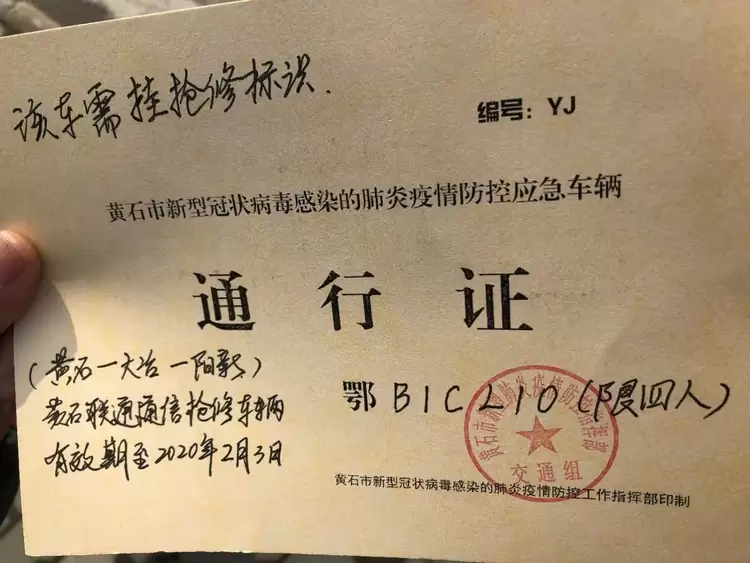 该车需挂抢修标识.
编号：YJ
黄石市新型冠状病毒感染的肺炎疫情防控应急车辆
通行证
（黄石—大冶—阳新）
黄石联通通信抢修车辆
有效期至2020年2月3日
鄂 B1CL10（限四人）
交通组
黄石市新型冠状病毒感染的肺炎疫情防控工作指挥部印制